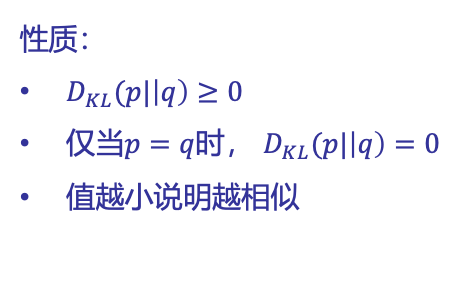 性质：
• D_{KL}(p||q) ≥ 0
• 仅当p = q时， D_{KL}(p||q) = 0
• 值越小说明越相似